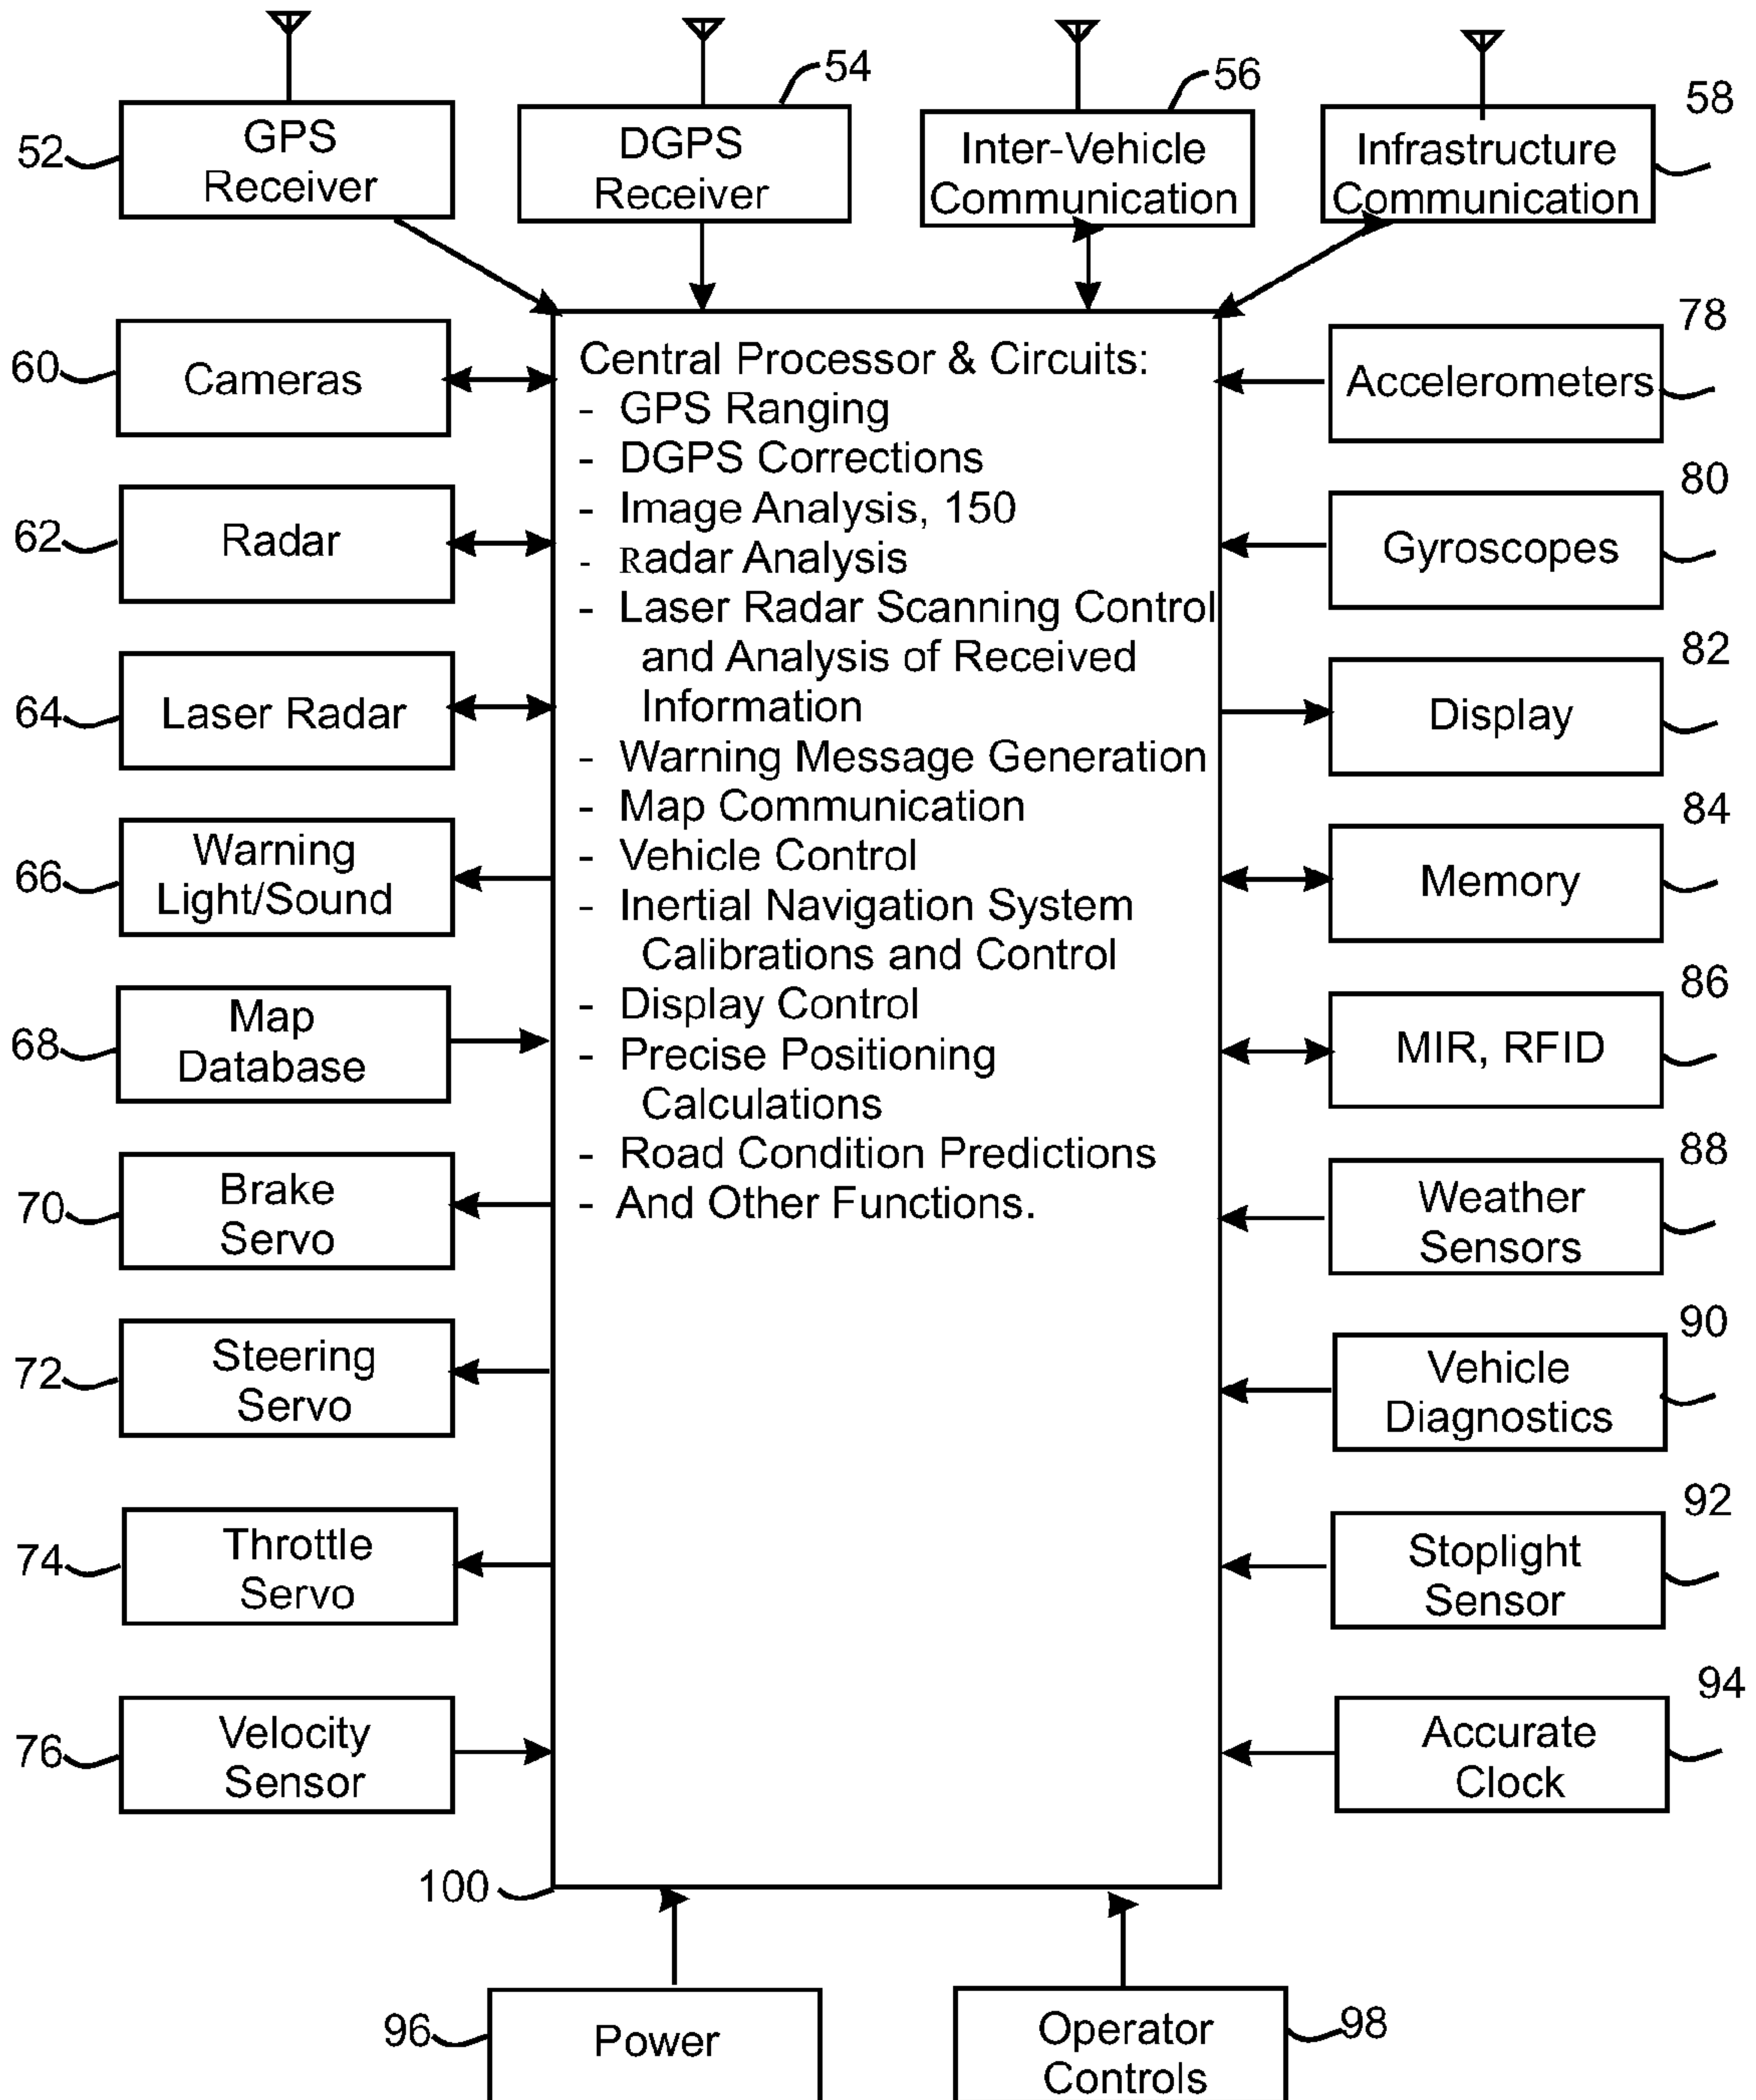 54
56
58
52
GPS
Receiver
DGPS
Receiver
Inter-Vehicle
Communication
Infrastructure
Communication
60
Cameras
62
Radar
64
Laser Radar
66
Warning
Light/Sound
68
Map
Database
70
Brake
Servo
72
Steering
Servo
74
Throttle
Servo
76
Velocity
Sensor
Central Processor & Circuits:
- GPS Ranging
- DGPS Corrections
- Image Analysis, 150
- Radar Analysis
- Laser Radar Scanning Control
and Analysis of Received
Information
- Warning Message Generation
- Map Communication
- Vehicle Control
- Inertial Navigation System
Calibrations and Control
- Display Control
- Precise Positioning
Calculations
- Road Condition Predictions
- And Other Functions.
78
Accelerometers
80
Gyroscopes
82
Display
84
Memory
86
MIR, RFID
88
Weather
Sensors
90
Vehicle
Diagnostics
92
Stoplight
Sensor
94
Accurate
Clock
100
96
Power
Operator
Controls
98